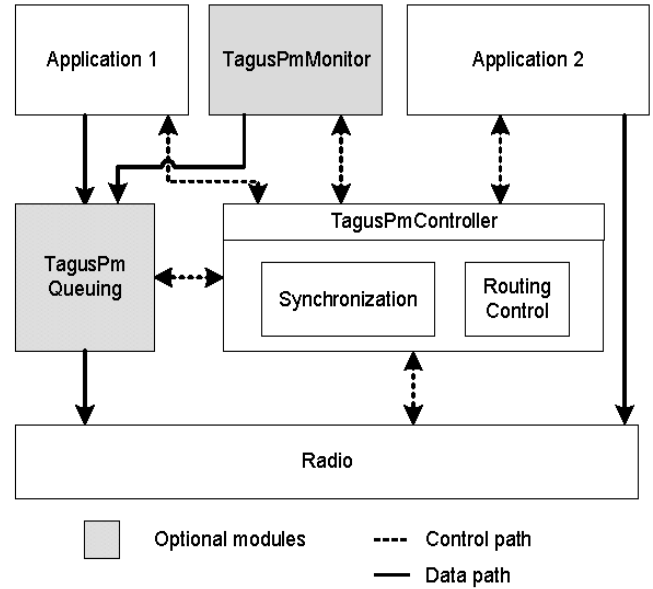 Application 1
TagusPmMonitor
Application 2
TagusPmController
TagusPm
Queuing
Synchronization
Routing
Control
Radio
Optional modules
Control path
Data path